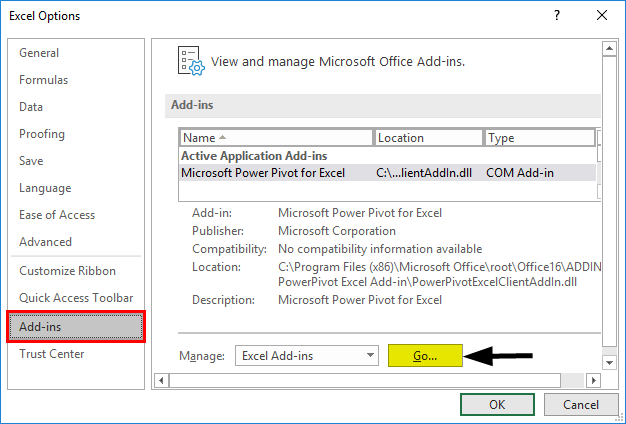 Excel Options
?
General
Formulas
Data
Proofing
Save
Language
Ease of Access
Advanced
Customize Ribbon
Quick Access Toolbar
Add-ins
Trust Center
View and manage Microsoft Office Add-ins.
Add-ins
Name Location Type
Active Application Add-ins
Microsoft Power Pivot for Excel C:\...lientAddIn.dll COM Add-in
Add-in: Microsoft Power Pivot for Excel
Publisher: Microsoft Corporation
Compatibility: No compatibility information available
Location: C:\Program Files (x86)\Microsoft Office\root\Office16\ADDIN
PowerPivot Excel Add-in\PowerPivotExcelClientAddIn.dll
Description: Microsoft Power Pivot for Excel
Manage: Excel Add-ins Go...
OK Cancel